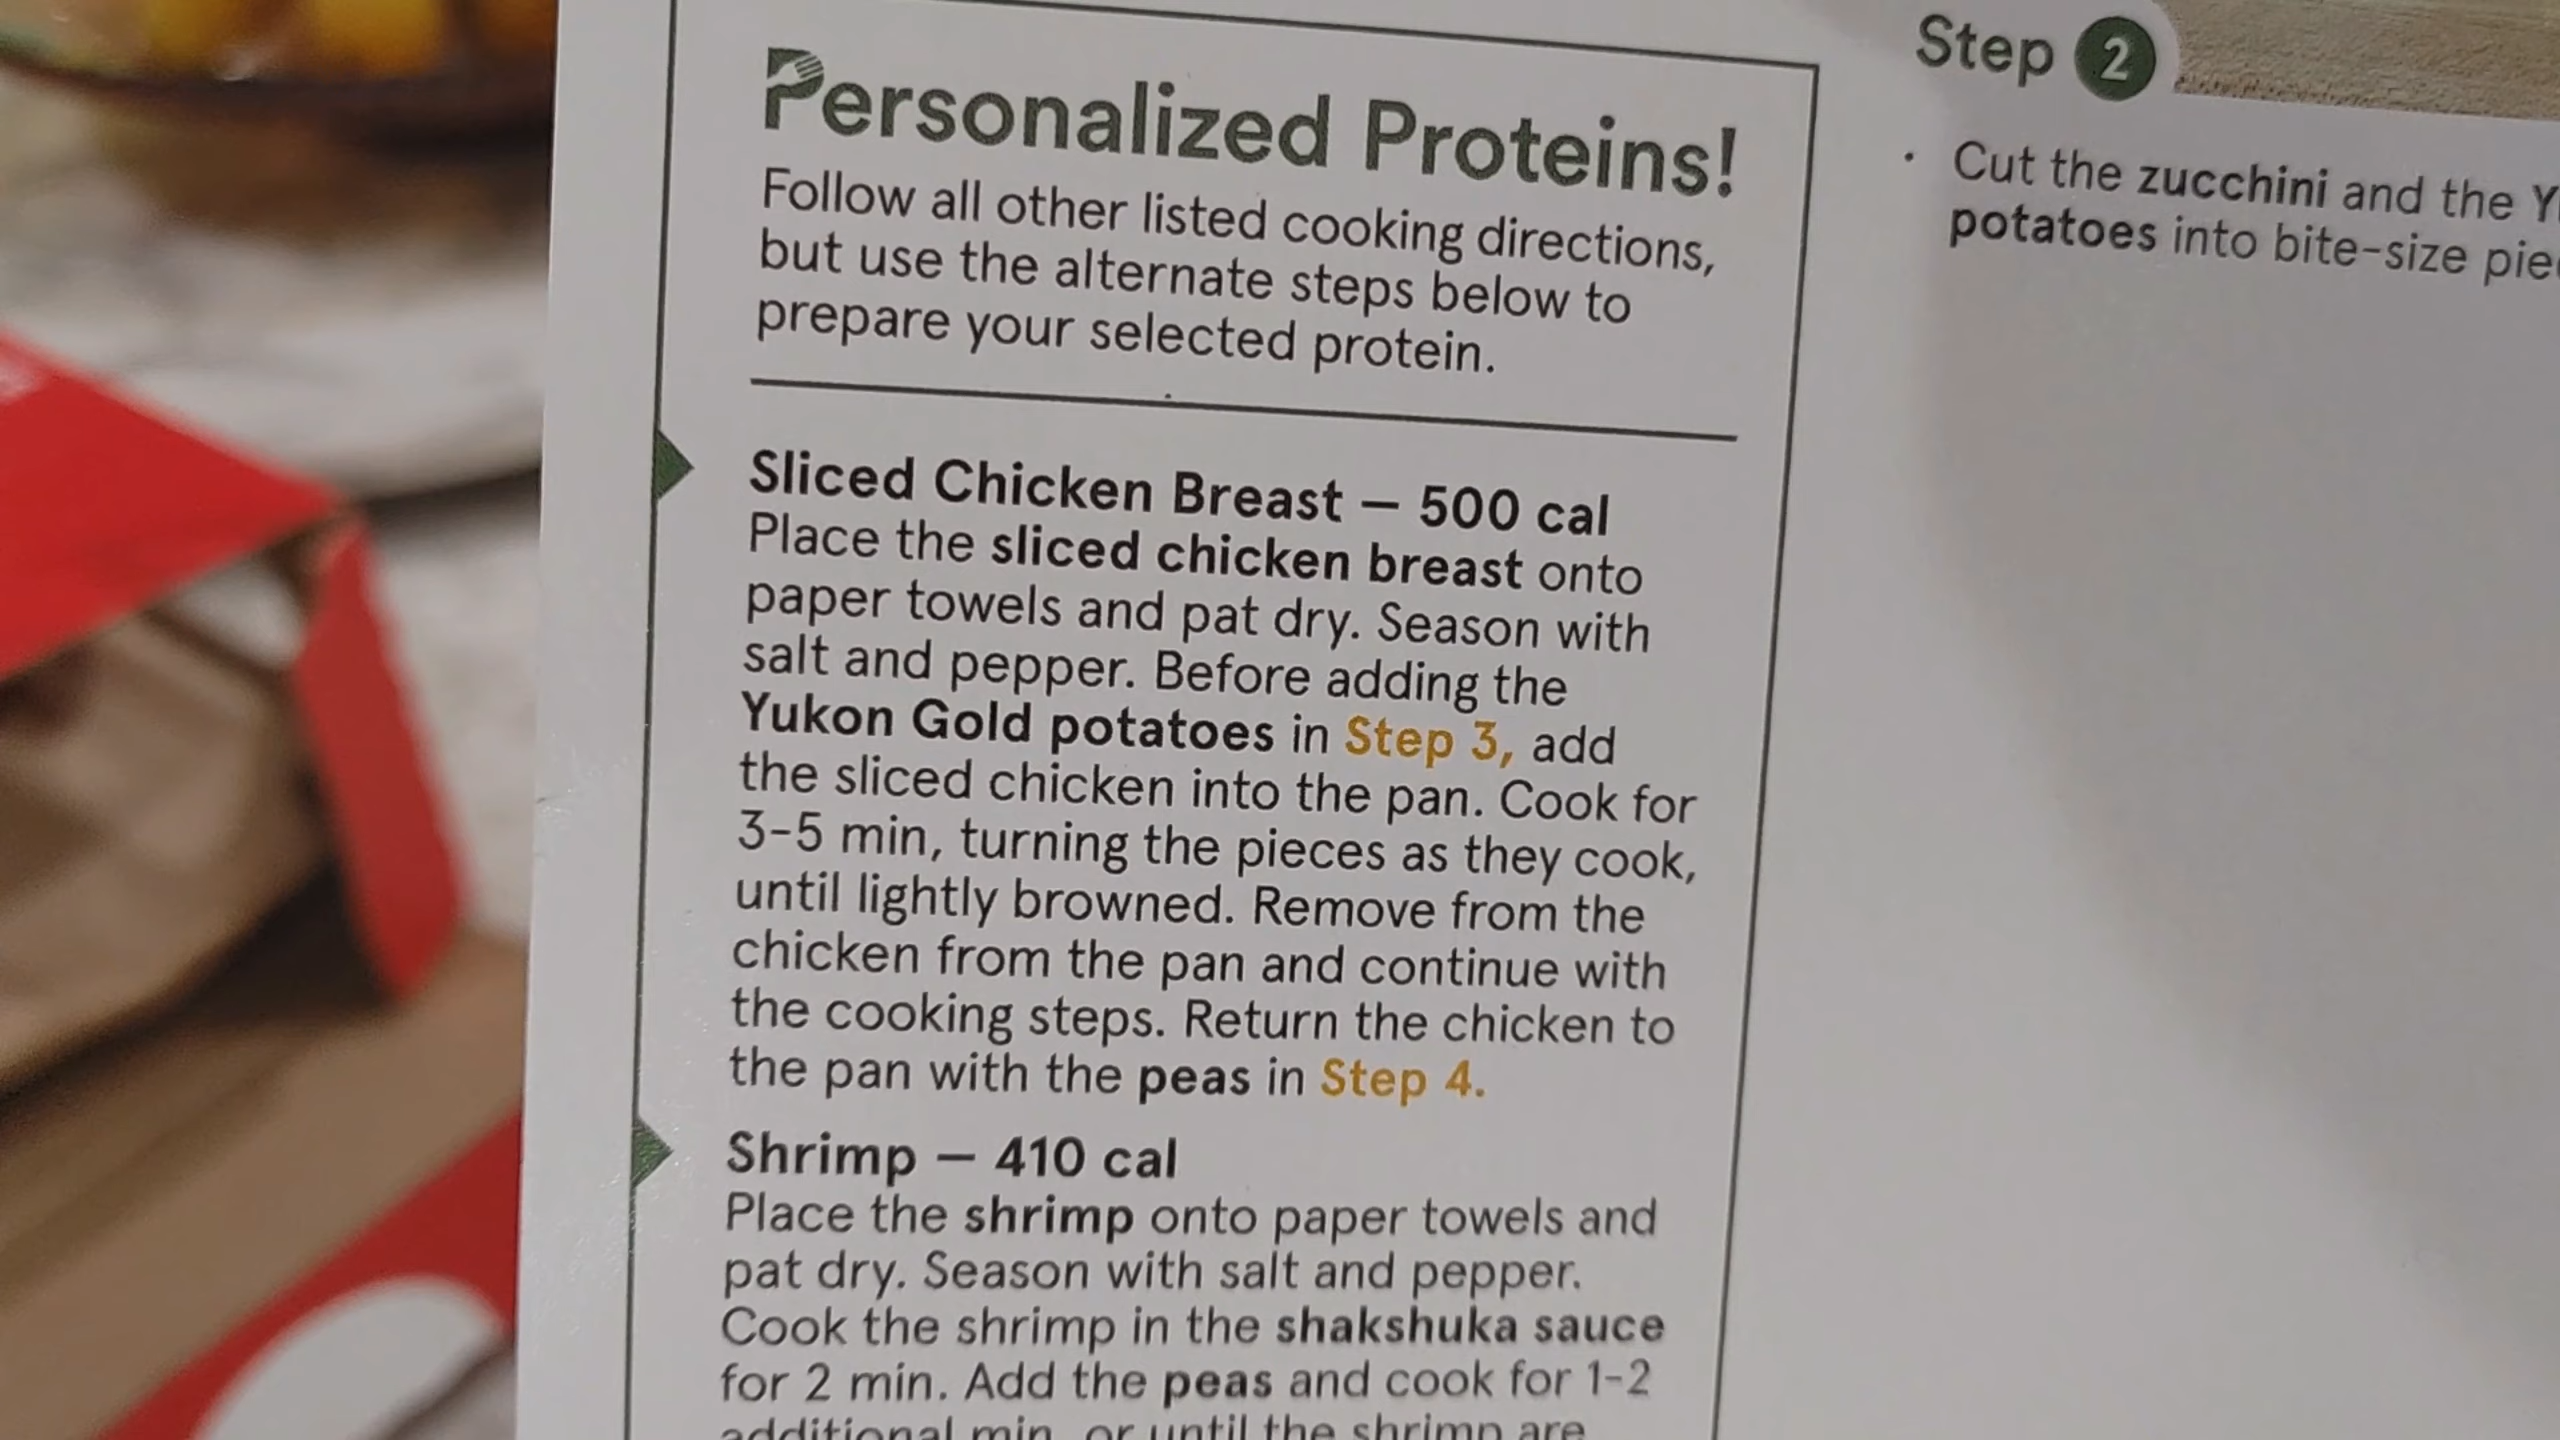 Personalized Proteins!
Follow all other listed cooking directions,
but use the alternate steps below to
prepare your selected protein.
Sliced Chicken Breast – 500 cal
Place the sliced chicken breast onto
paper towels and pat dry. Season with
salt and pepper. Before adding the
Yukon Gold potatoes in Step 3, add
the sliced chicken into the pan. Cook for
3-5 min, turning the pieces as they cook,
until lightly browned. Remove from the
chicken from the pan and continue with
the cooking steps. Return the chicken to
the pan with the peas in Step 4.
Shrimp – 410 cal
Place the shrimp onto paper towels and
pat dry. Season with salt and pepper.
Cook the shrimp in the shakshuka sauce
for 2 min. Add the peas and cook for 1-2
additional min, or until the shrimp are
Step 2
· Cut the zucchini and the
potatoes into bite-size